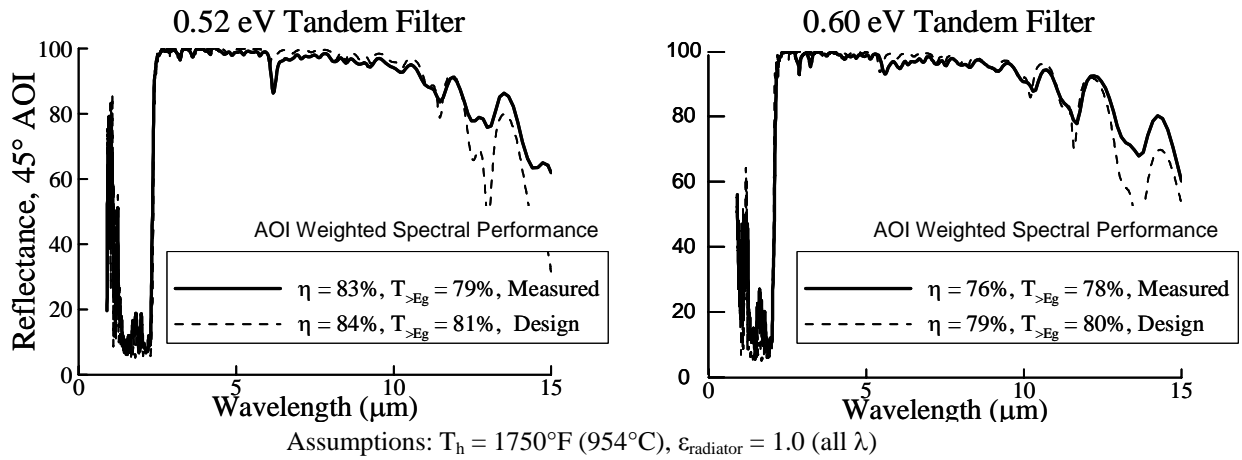 0.52 eV Tandem Filter
Reflectance, 45° AOI
100
80
60
40
20
0
AOI Weighted Spectral Performance
η = 83%, T>Eg = 79%, Measured
η = 84%, T>Eg = 81%, Design
0 5 10 15
Wavelength (μm)
0.60 eV Tandem Filter
100
80
60
40
20
0
AOI Weighted Spectral Performance
η = 76%, T>Eg = 78%, Measured
η = 79%, T>Eg = 80%, Design
0 5 10 15
Wavelength (μm)
Assumptions: Th = 1750°F (954°C), εradiator = 1.0 (all λ)